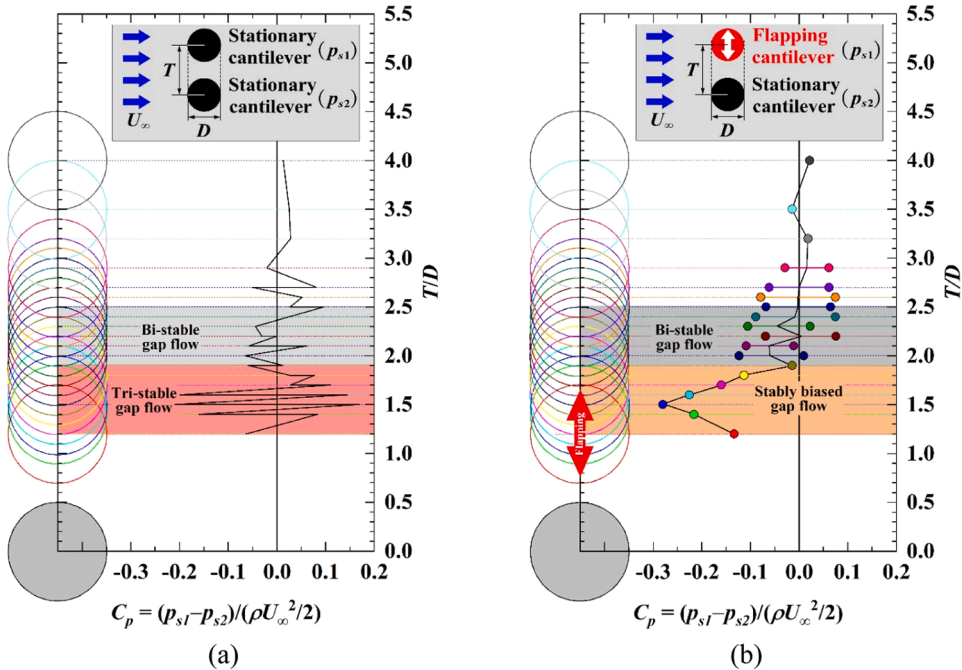 Stationary
cantilever (p_s1)
T
Stationary
cantilever (p_s2)
U_∞
D
Bi-stable
gap flow
Tri-stable
gap flow
5.5
5.0
4.5
4.0
3.5
3.0
2.5
2.0
1.5
1.0
0.5
0.0
T/D
-0.3 -0.2 -0.1 0.0 0.1 0.2
C_p = (p_s1–p_s2)/(ρU_∞^2/2)
(a)
Flapping
cantilever (p_s1)
T
Stationary
cantilever (p_s2)
U_∞
D
Bi-stable
gap flow
Stably biased
gap flow
Flapping
5.5
5.0
4.5
4.0
3.5
3.0
2.5
2.0
1.5
1.0
0.5
0.0
T/D
-0.3 -0.2 -0.1 0.0 0.1 0.2
C_p = (p_s1–p_s2)/(ρU_∞^2/2)
(b)